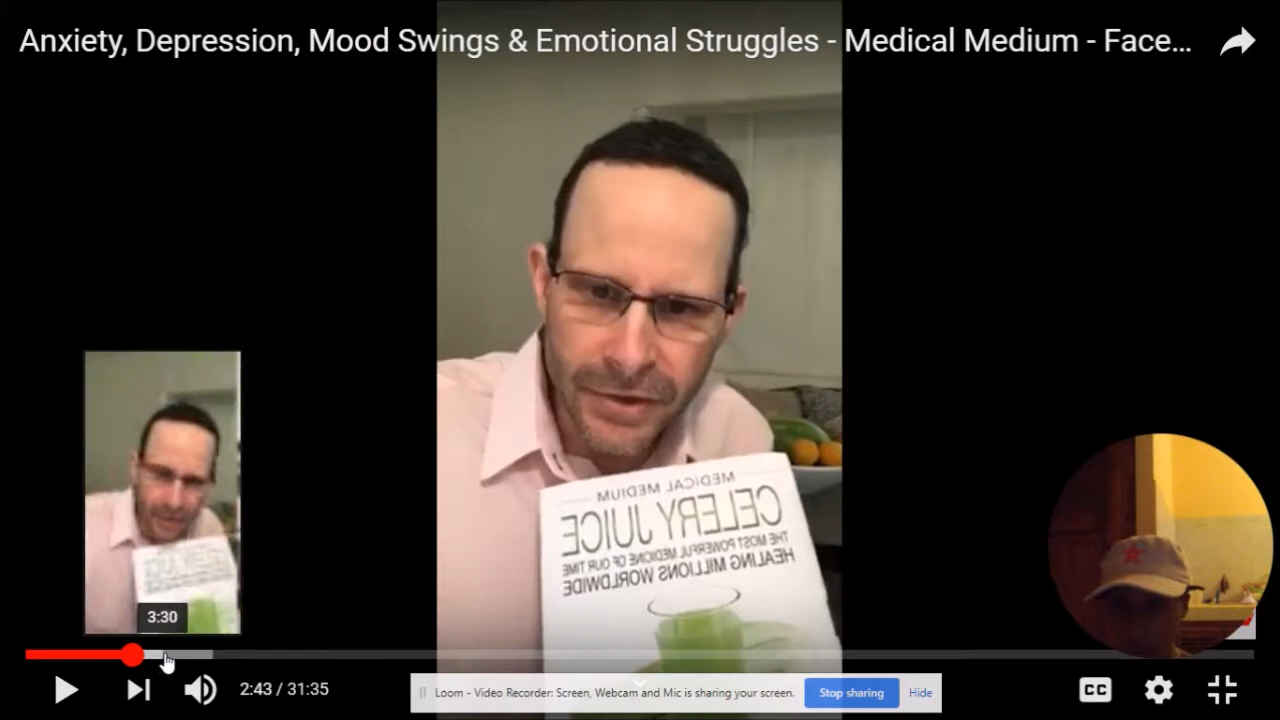 Anxiety, Depression, Mood Swings & Emotional Struggles - Medical Medium - Face...
MEDICAL MEDIUM
CELERY JUICE
THE MOST POWERFUL MEDICINE OF OUR TIME
HEALING MILLIONS WORLDWIDE
3:30
2:43 / 31:35
Loom - Video Recorder: Screen, Webcam and Mic is sharing your screen.
Stop sharing
Hide
CC